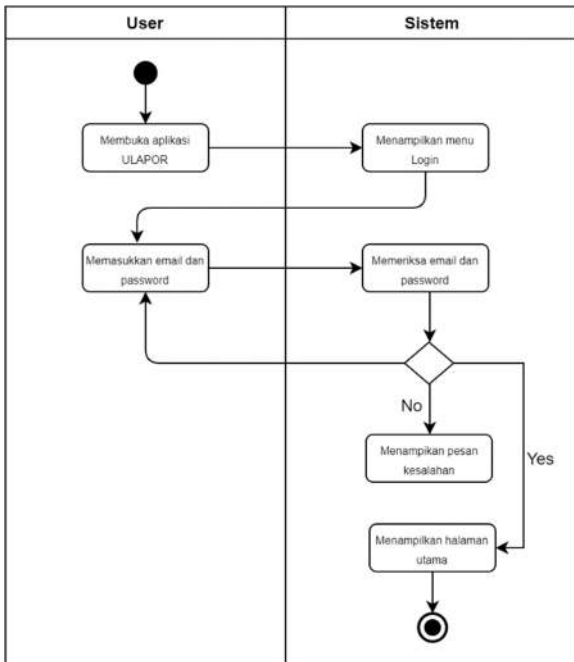 User
Sistem
Membuka aplikasi
ULAPOR
Menampilkan menu
Login
Memasukkan email dan
password
Memeriksa email dan
password
No
Yes
Menampikan pesan
kesalahan
Menampilkan halaman
utama